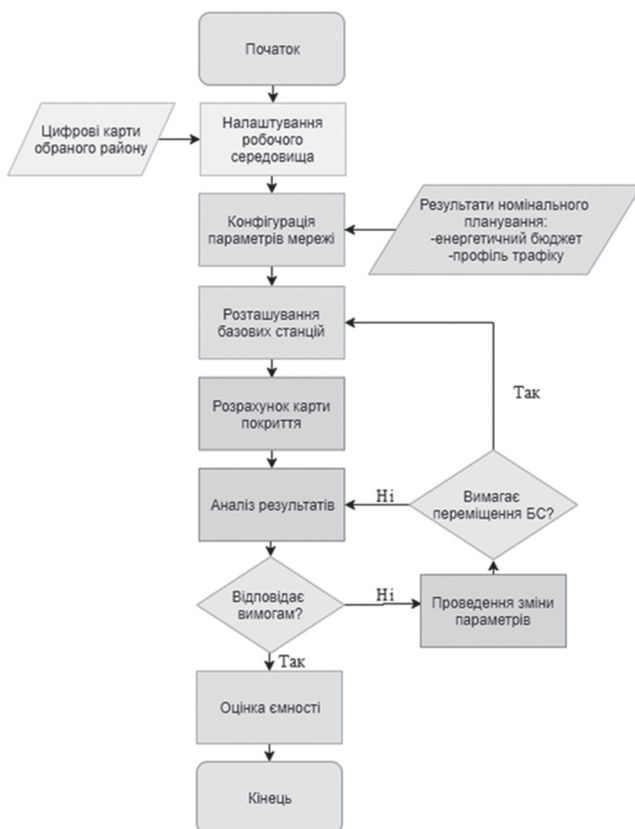 Початок
Цифрові карти
обраного району
Налаштування
робочого
середовища
Конфігурація
параметрів мережі
Результати номінального
планування:
-енергетичний бюджет
-профіль трафіку
Розташування
базових станцій
Так
Розрахунок карти
покриття
Аналіз результатів
Ні
Вимагає
переміщення БС?
Відповідає
вимогам?
Ні
Проведення зміни
параметрів
Так
Оцінка ємності
Кінець